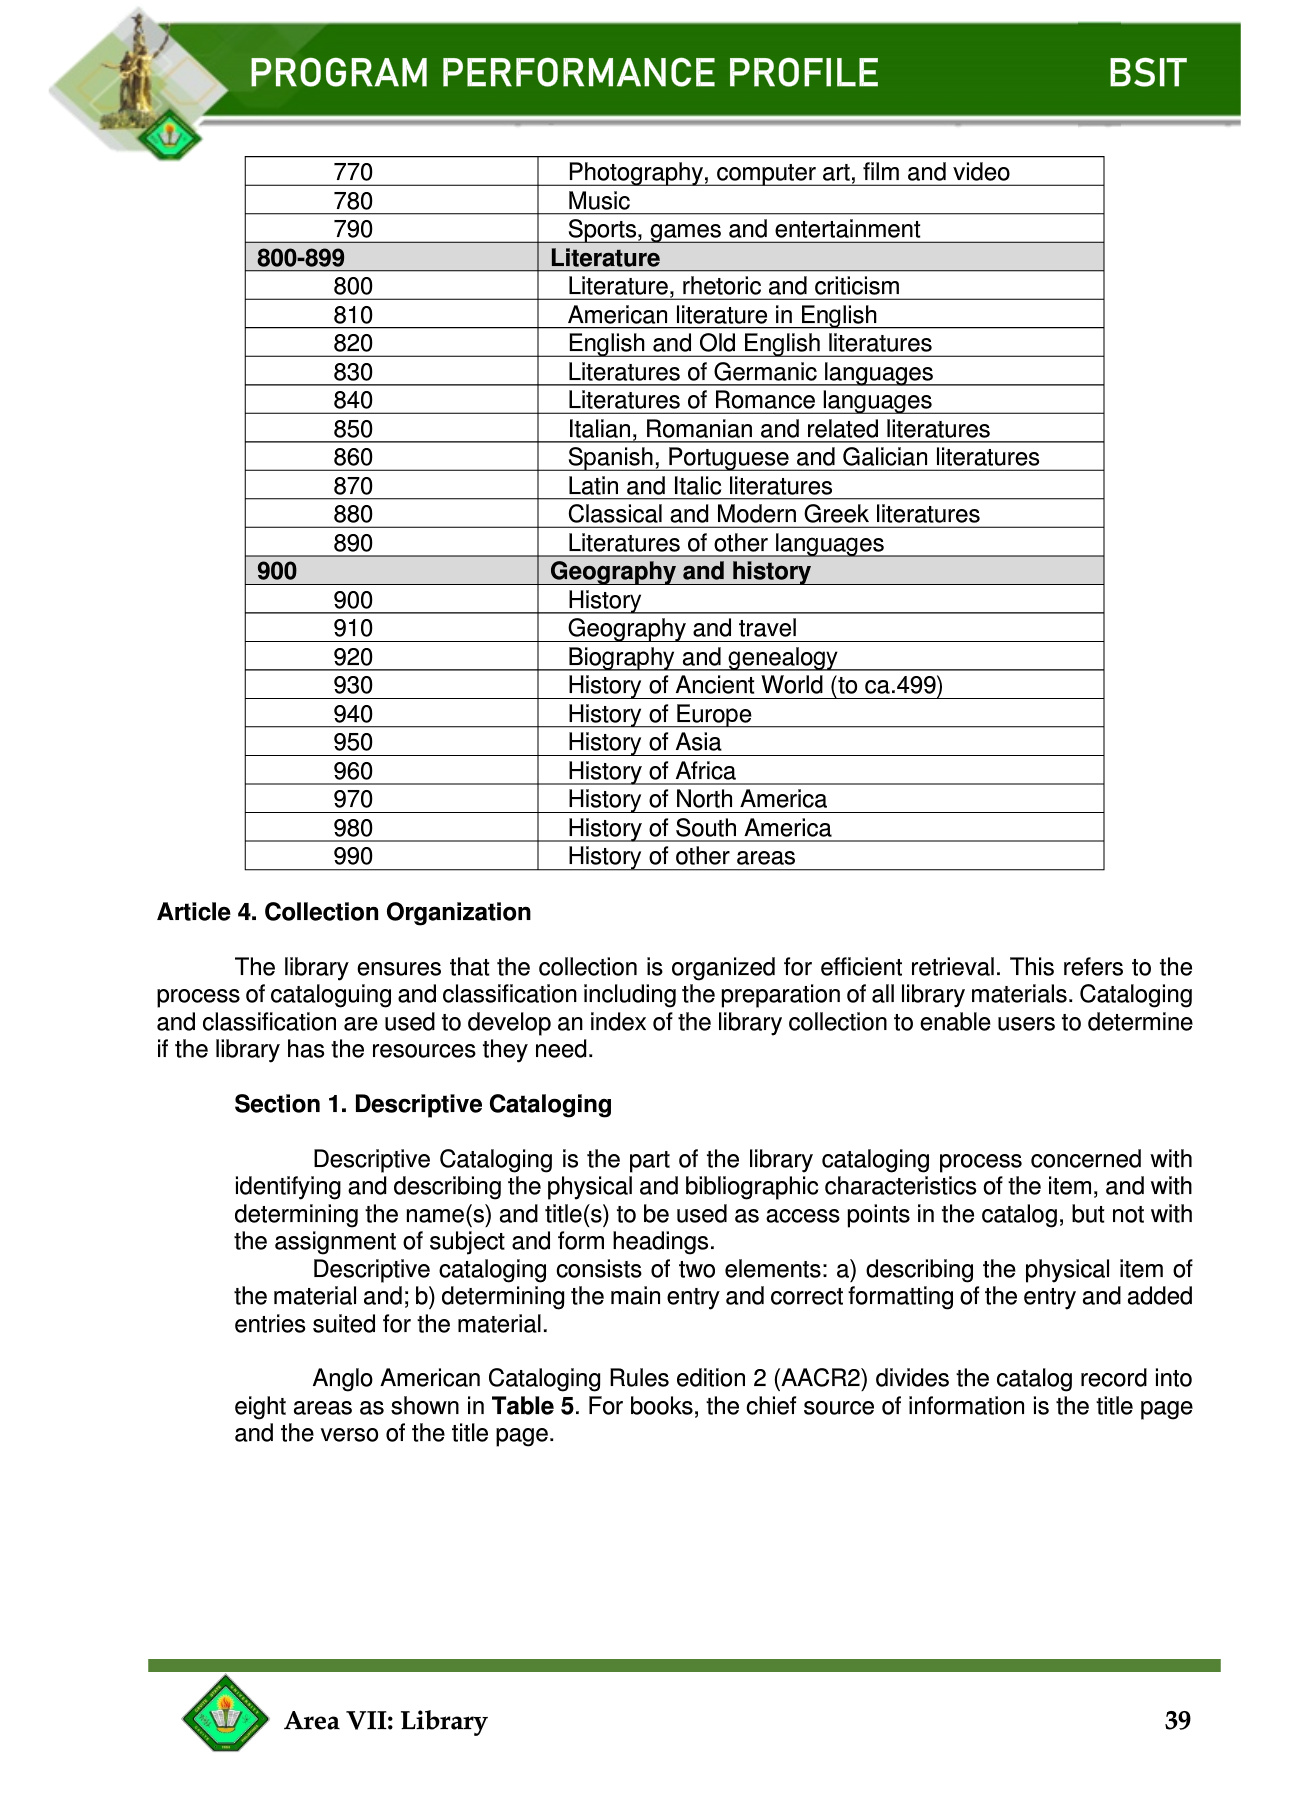 PROGRAM PERFORMANCE PROFILE BSIT
770 Photography, computer art, film and video
780 Music
790 Sports, games and entertainment
800-899 Literature
800 Literature, rhetoric and criticism
810 American literature in English
820 English and Old English literatures
830 Literatures of Germanic languages
840 Literatures of Romance languages
850 Italian, Romanian and related literatures
860 Spanish, Portuguese and Galician literatures
870 Latin and Italic literatures
880 Classical and Modern Greek literatures
890 Literatures of other languages
900 Geography and history
900 History
910 Geography and travel
920 Biography and genealogy
930 History of Ancient World (to ca.499)
940 History of Europe
950 History of Asia
960 History of Africa
970 History of North America
980 History of South America
990 History of other areas
Article 4. Collection Organization
The library ensures that the collection is organized for efficient retrieval. This refers to the
process of cataloguing and classification including the preparation of all library materials. Cataloging
and classification are used to develop an index of the library collection to enable users to determine
if the library has the resources they need.
Section 1. Descriptive Cataloging
Descriptive Cataloging is the part of the library cataloging process concerned with
identifying and describing the physical and bibliographic characteristics of the item, and with
determining the name(s) and title(s) to be used as access points in the catalog, but not with
the assignment of subject and form headings.
Descriptive cataloging consists of two elements: a) describing the physical item of
the material and; b) determining the main entry and correct formatting of the entry and added
entries suited for the material.
Anglo American Cataloging Rules edition 2 (AACR2) divides the catalog record into
eight areas as shown in Table 5. For books, the chief source of information is the title page
and the verso of the title page.
Area VII: Library 39